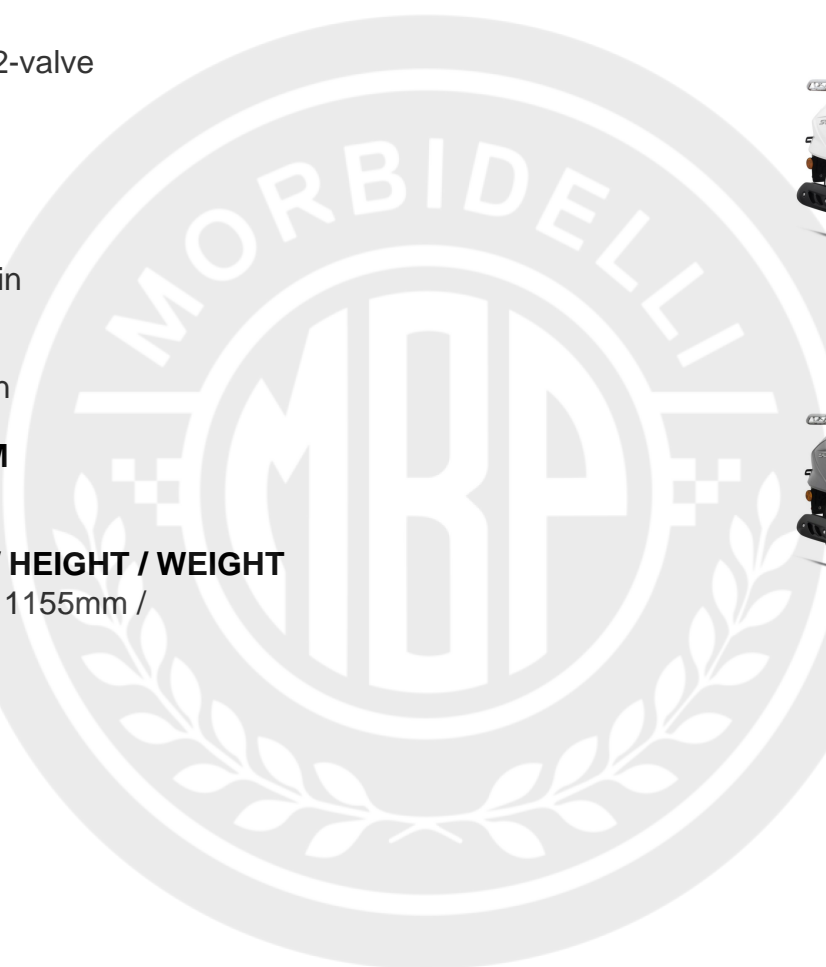 2-valve
MORBIDELLI
in
MBP
/ HEIGHT / WEIGHT
1155mm /